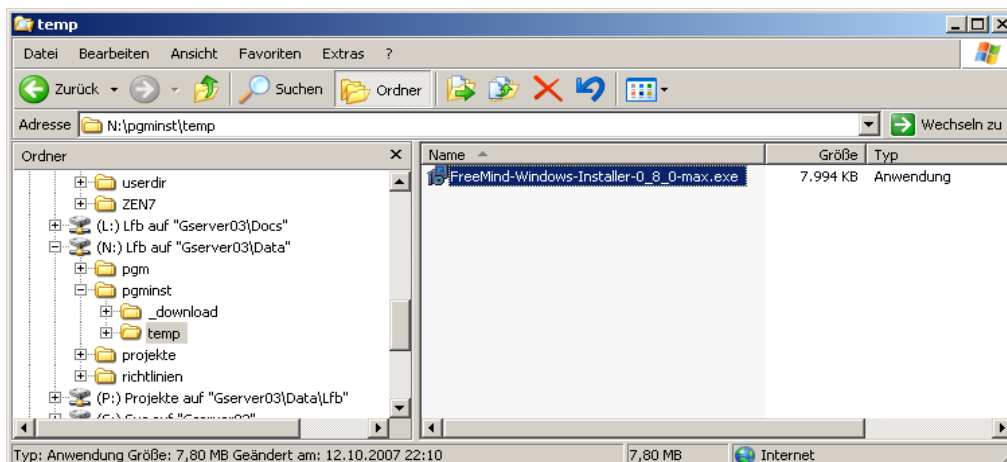 temp
Datei Bearbeiten Ansicht Favoriten Extras ?
Zurück Suchen Ordner
Adresse N:\pgminst\temp Wechseln zu
Ordner
userdir
ZEN7
(L:) Lfb auf "Gserver03\Docs"
(N:) Lfb auf "Gserver03\Data"
pgm
pgminst
_download
temp
projekte
richtlinien
(P:) Projekte auf "Gserver03\Data\Lfb"
Name Größe Typ
FreeMind-Windows-Installer-0_8_0-max.exe 7.994 KB Anwendung
Typ: Anwendung Größe: 7,80 MB Geändert am: 12.10.2007 22:10 7,80 MB Internet